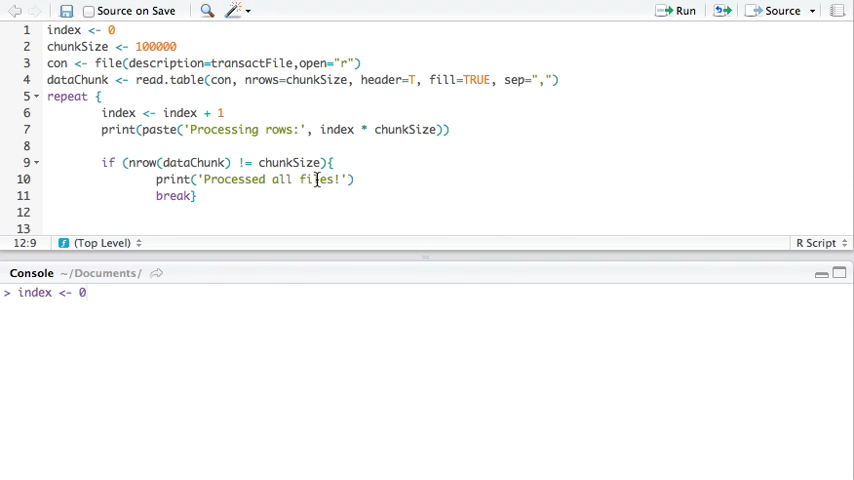 Source on Save Run Source
1 index <- 0
2 chunkSize <- 100000
3 con <- file(description=transactFile,open="r")
4 dataChunk <- read.table(con, nrows=chunkSize, header=T, fill=TRUE, sep=",")
5 repeat {
6 index <- index + 1
7 print(paste('Processing rows:', index * chunkSize))
8
9 if (nrow(dataChunk) != chunkSize){
10 print('Processed all files!')
11 break}
12
13
12:9 (Top Level) R Script
Console ~/Documents/
> index <- 0